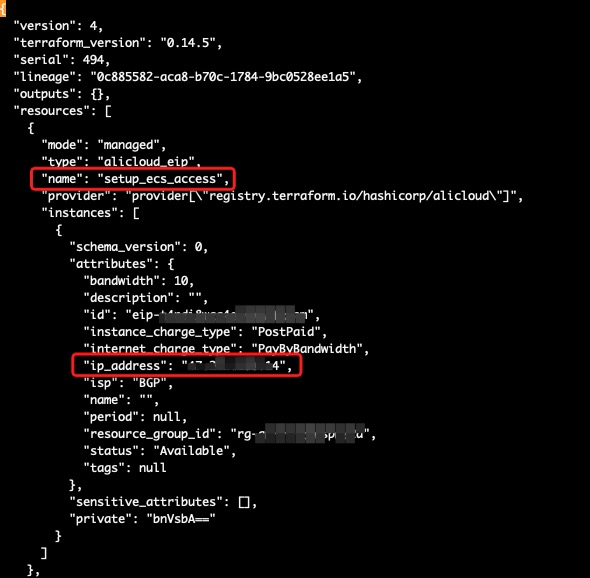 {
"version": 4,
"terraform_version": "0.14.5",
"serial": 494,
"lineage": "0c885582-aca8-b70c-1784-9bc0528ee1a5",
"outputs": {},
"resources": [
{
"mode": "managed",
"type": "alicloud_eip",
"name": "setup_ecs_access",
"provider": "provider[\"registry.terraform.io/hashicorp/alicloud\"]",
"instances": [
{
"schema_version": 0,
"attributes": {
"bandwidth": 10,
"description": "",
"id": "eip-
"instance_charge_type": "PostPaid",
"internet_charge_type": "PayByBandwidth",
"ip_address": "47. 14",
"isp": "BGP",
"name": "",
"period": null,
"resource_group_id": "rg-
"status": "Available",
"tags": null
},
"sensitive_attributes": [],
"private": "bnVsbA=="
}
]
},